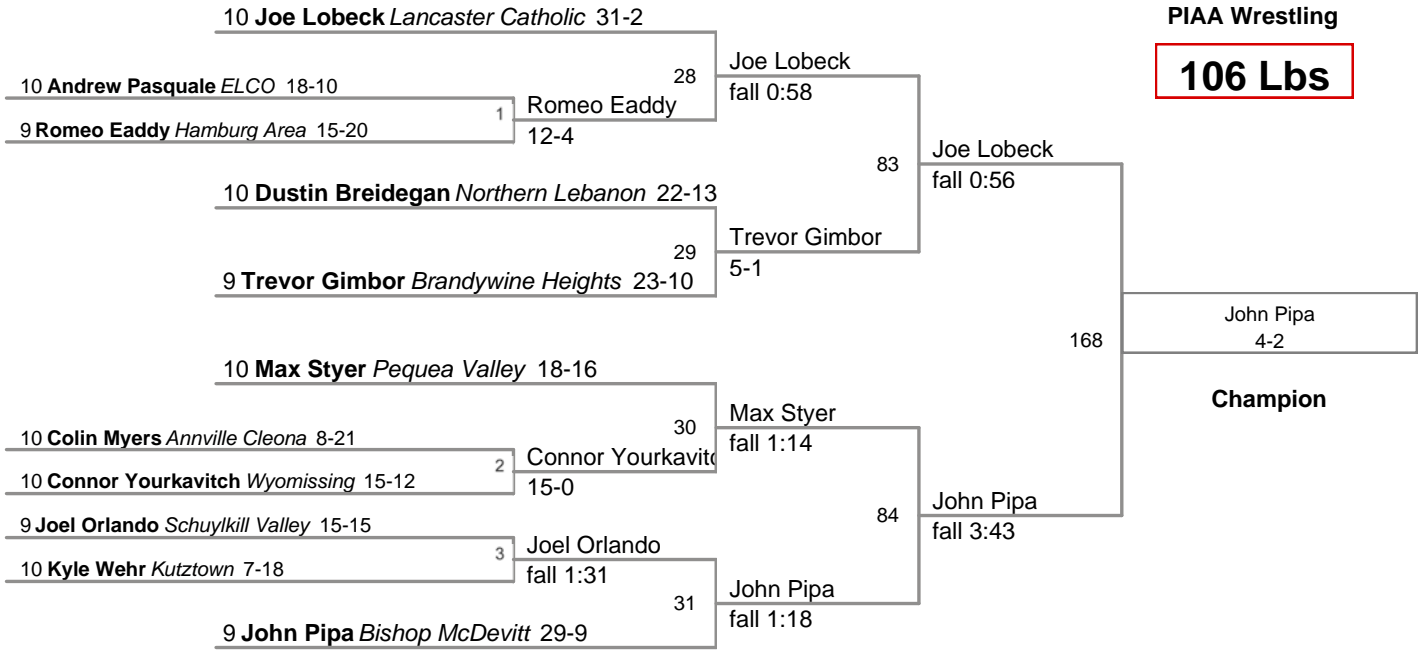 10 Joe Lobeck Lancaster Catholic 31-2
PIAA Wrestling
106 Lbs
28
Joe Lobeck
fall 0:58
10 Andrew Pasquale ELCO 18-10
1
Romeo Eaddy
12-4
9 Romeo Eaddy Hamburg Area 15-20
83
Joe Lobeck
fall 0:56
10 Dustin Breidegan Northern Lebanon 22-13
29
Trevor Gimbor
5-1
9 Trevor Gimbor Brandywine Heights 23-10
168
John Pipa
4-2
Champion
10 Max Styer Pequea Valley 18-16
30
Max Styer
fall 1:14
10 Colin Myers Annville Cleona 8-21
2
Connor Yourkavitc
15-0
10 Connor Yourkavitch Wyomissing 15-12
84
John Pipa
fall 3:43
9 Joel Orlando Schuylkill Valley 15-15
3
Joel Orlando
fall 1:31
10 Kyle Wehr Kutztown 7-18
31
John Pipa
fall 1:18
9 John Pipa Bishop McDevitt 29-9